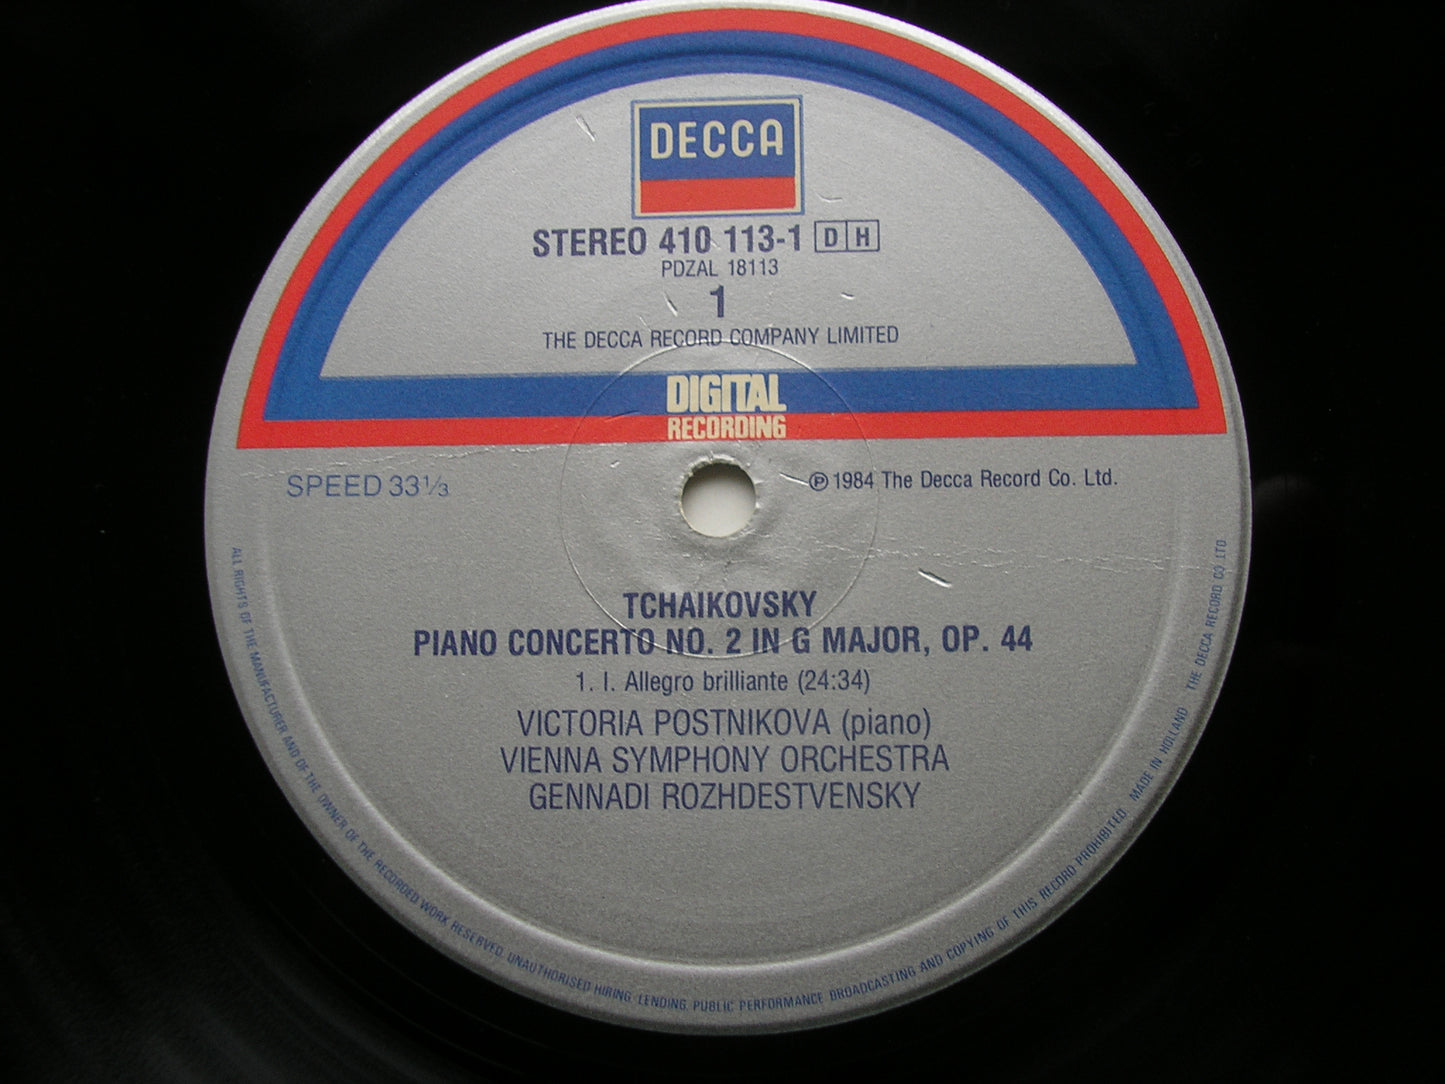 DECCA
STEREO 410 113-1 DH
PDZAL 18113
1
THE DECCA RECORD COMPANY LIMITED
DIGITAL
RECORDING
SPEED 33⅓
℗ 1984 The Decca Record Co. Ltd.
TCHAIKOVSKY
PIANO CONCERTO NO. 2 IN G MAJOR, OP. 44
1. I. Allegro brilliante (24:34)
VICTORIA POSTNIKOVA (piano)
VIENNA SYMPHONY ORCHESTRA
GENNADI ROZHDESTVENSKY
ALL RIGHTS OF THE MANUFACTURER AND OF THE OWNER OF THE RECORDED WORK RESERVED. UNAUTHORISED HIRING, LENDING, PUBLIC PERFORMANCE BROADCASTING AND COPYING OF THIS RECORD PROHIBITED. MADE IN HOLLAND THE DECCA RECORD CO LTD.